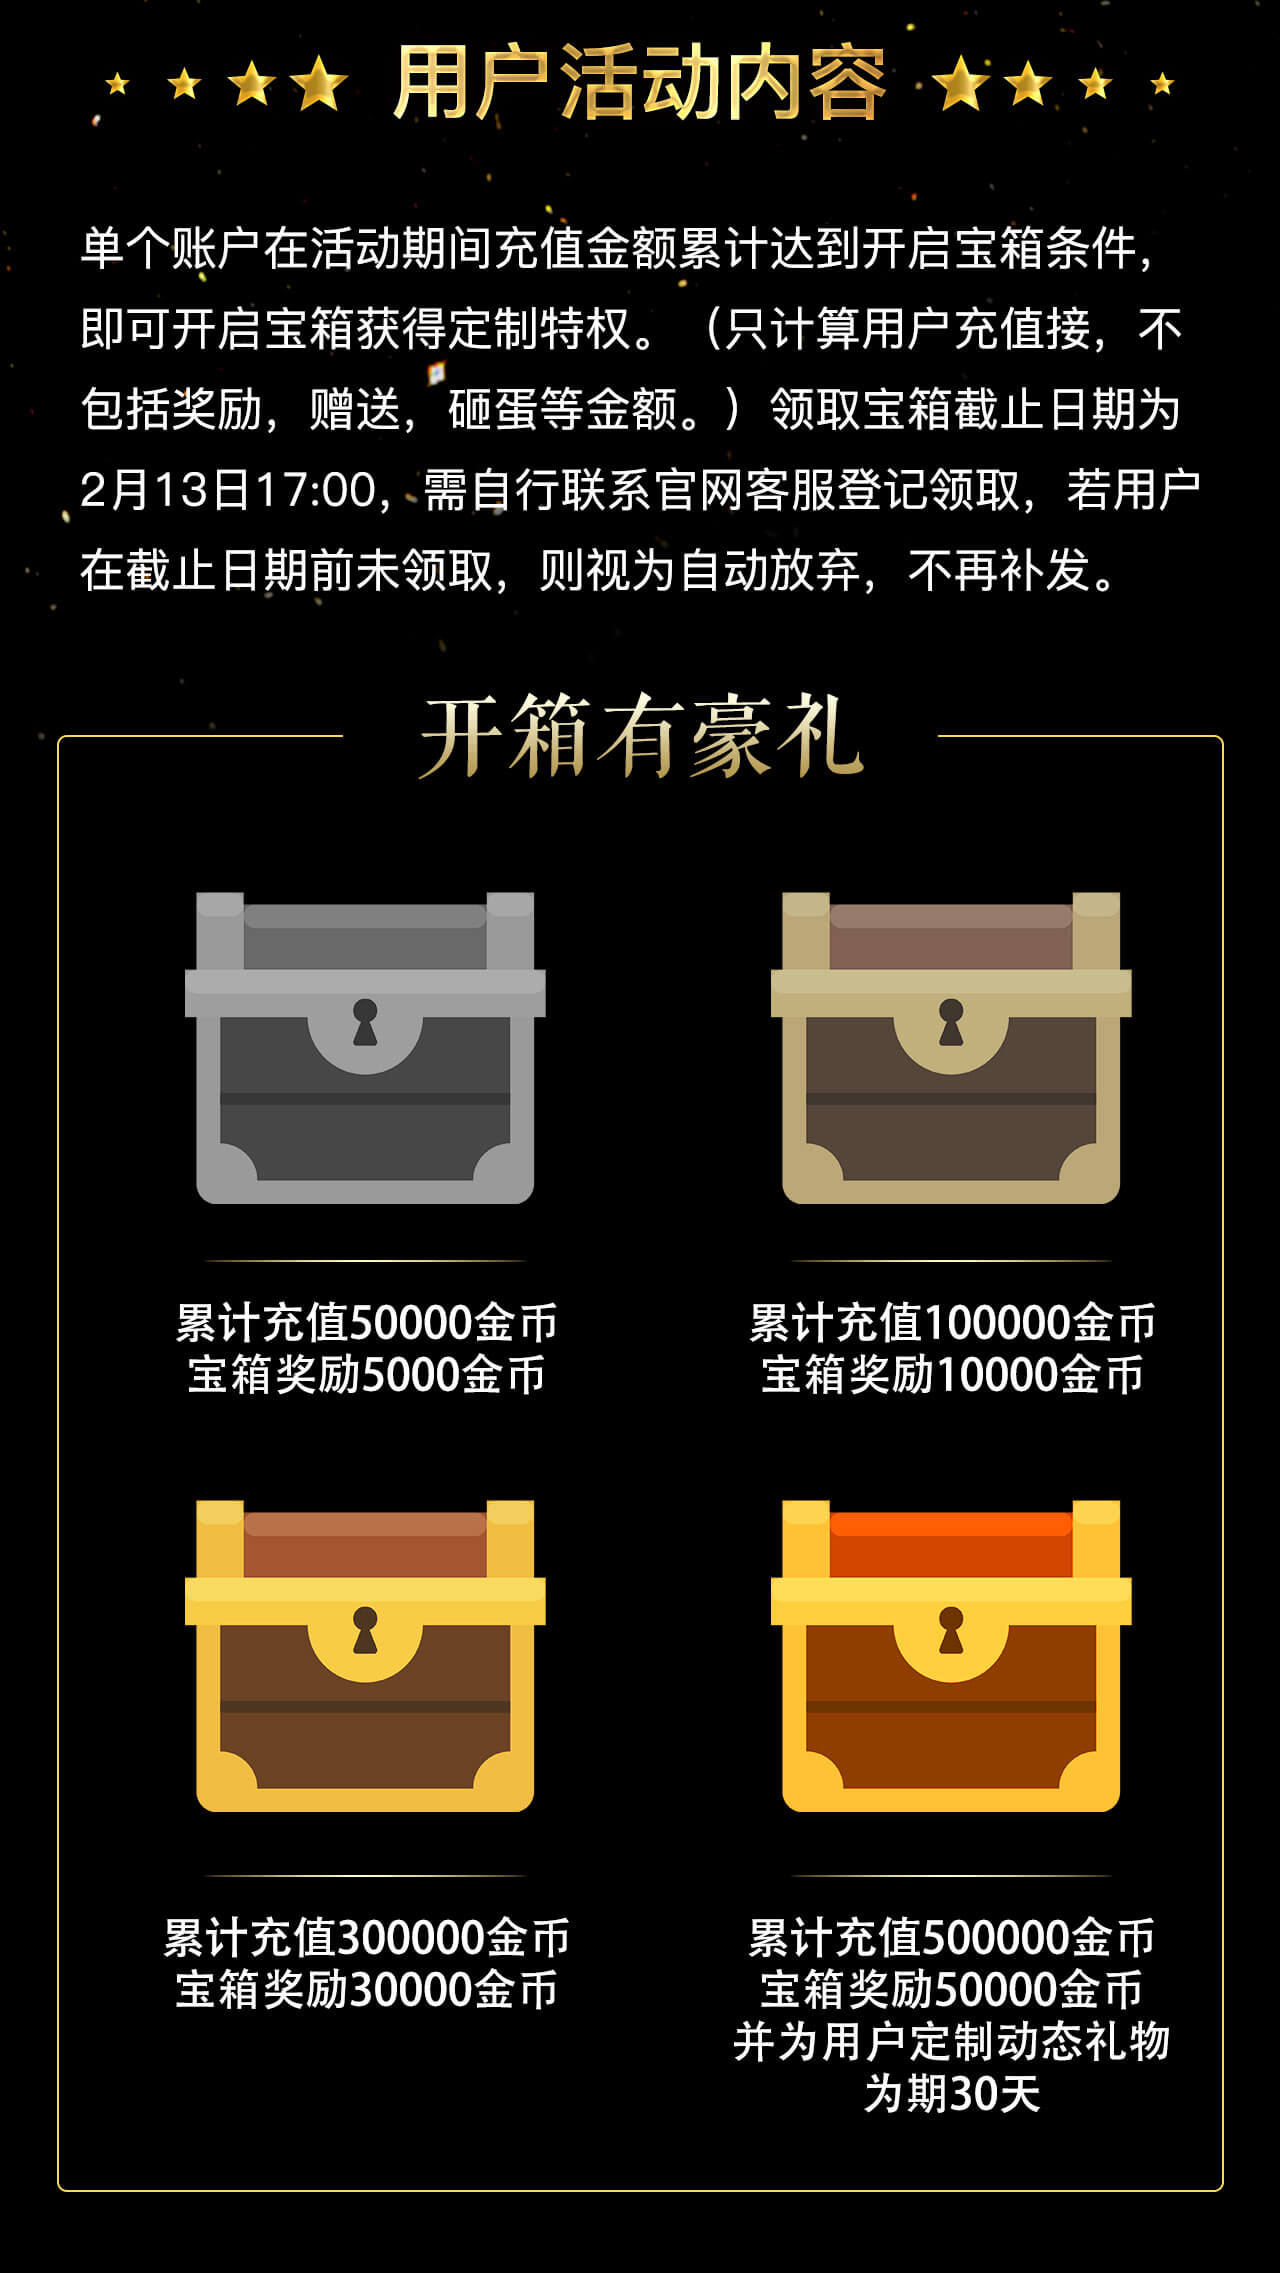 用户活动内容
单个账户在活动期间充值金额累计达到开启宝箱条件，
即可开启宝箱获得定制特权。（只计算用户充值接，不
包括奖励，赠送，砸蛋等金额。）领取宝箱截止日期为
2月13日17:00，需自行联系官网客服登记领取，若用户
在截止日期前未领取，则视为自动放弃，不再补发。
开箱有豪礼
累计充值50000金币
宝箱奖励5000金币
累计充值100000金币
宝箱奖励10000金币
累计充值300000金币
宝箱奖励30000金币
累计充值500000金币
宝箱奖励50000金币
并为用户定制动态礼物
为期30天